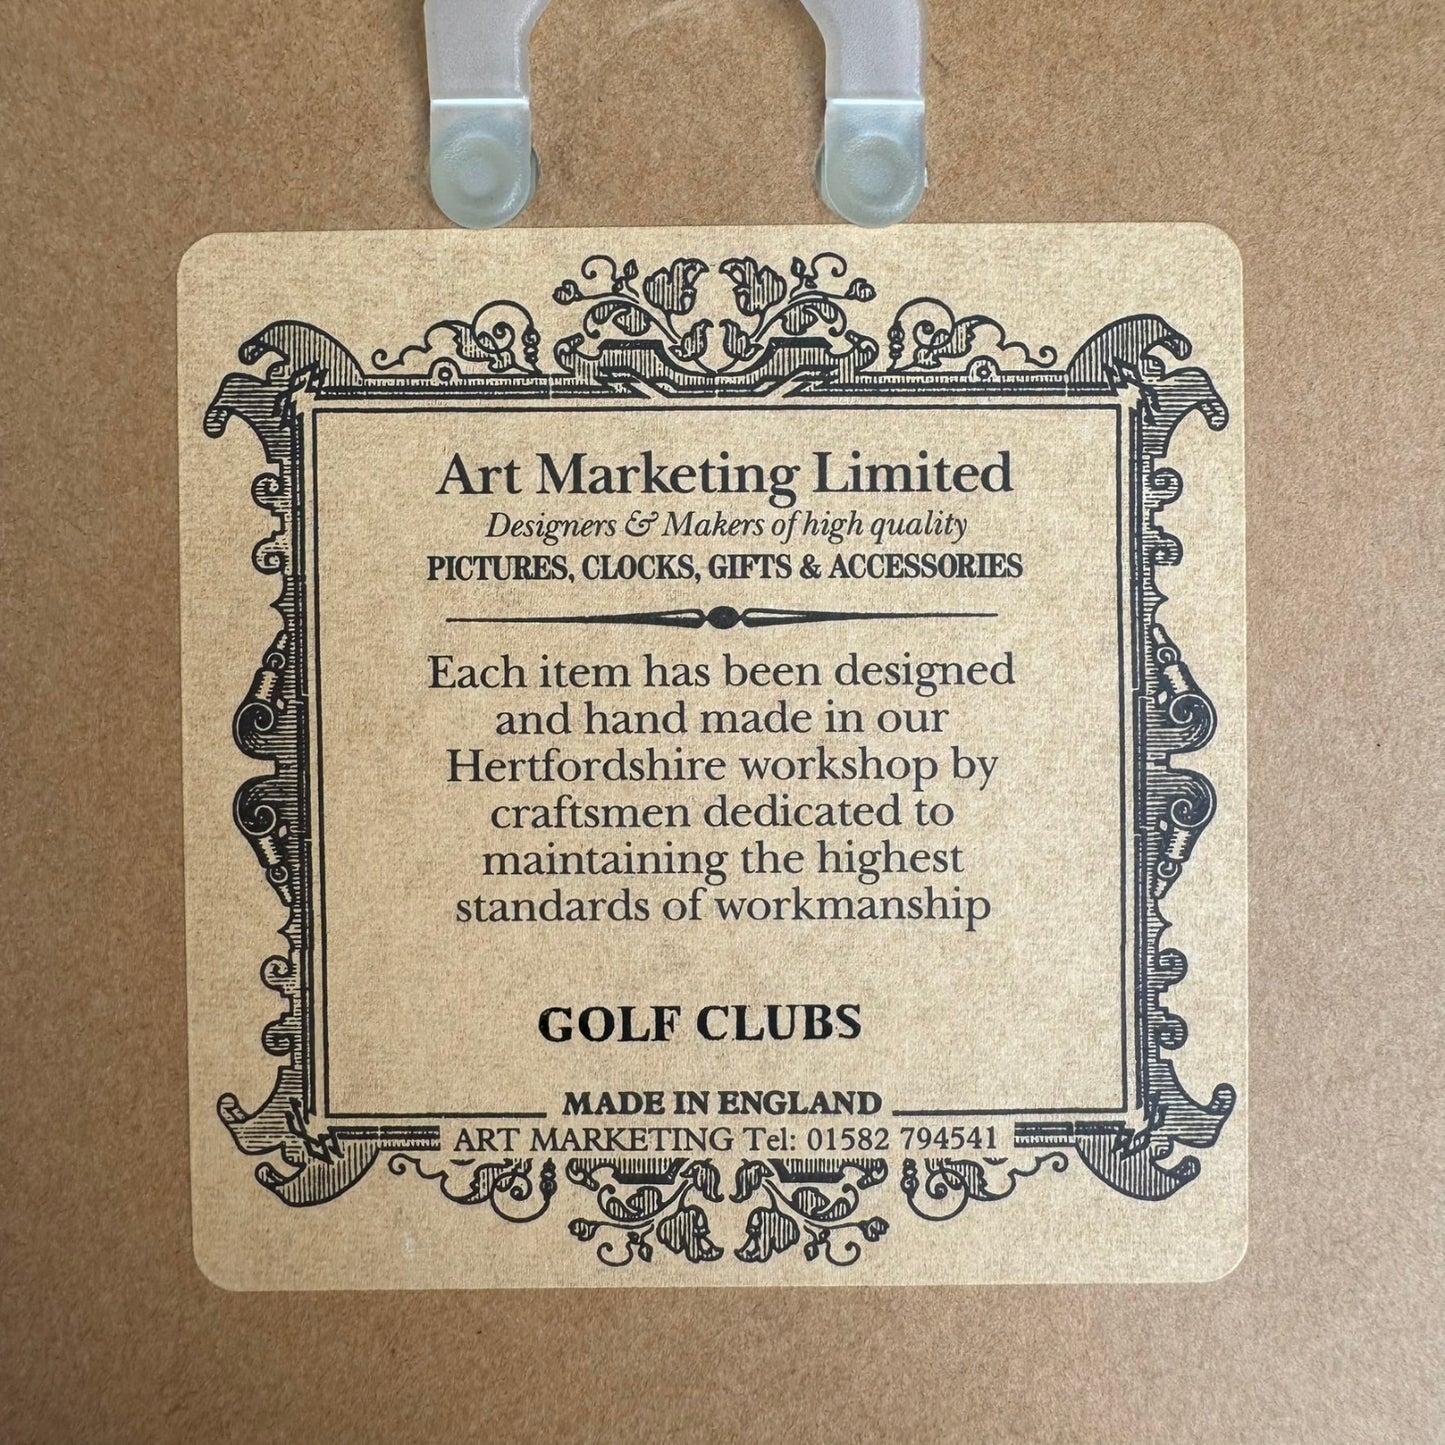 Art Marketing Limited
Designers & Makers of high quality
PICTURES, CLOCKS, GIFTS & ACCESSORIES
Each item has been designed
and hand made in our
Hertfordshire workshop by
craftsmen dedicated to
maintaining the highest
standards of workmanship
GOLF CLUBS
MADE IN ENGLAND
ART MARKETING Tel: 01582 794541